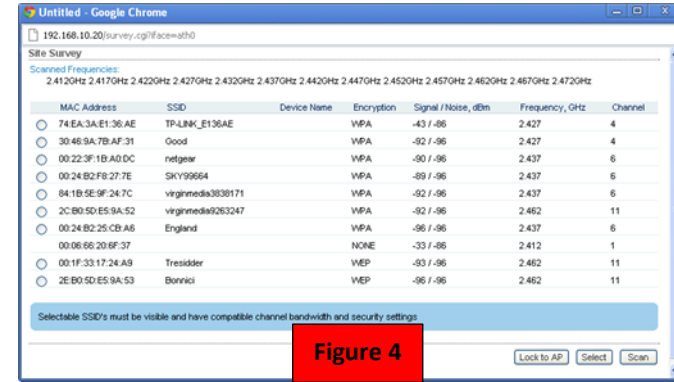 Untitled - Google Chrome
192.168.10.20/survey.cgi?iface=ath0
Site Survey
Scanned Frequencies:
2.412GHz 2.417GHz 2.422GHz 2.427GHz 2.432GHz 2.437GHz 2.442GHz 2.447GHz 2.452GHz 2.457GHz 2.462GHz 2.467GHz 2.472GHz
MAC Address SSID Device Name Encryption Signal / Noise, dBm Frequency, GHz Channel
74:EA:3A:E1:36:AE TP-LINK_E136AE WPA -43 / -86 2.427 4
30:46:9A:7B:AF:31 Good WPA -92 / -96 2.427 4
00:22:3F:1B:A0:DC netgear WPA -90 / -96 2.437 6
00:24:B2:F8:27:7E SKY99664 WPA -89 / -96 2.437 6
84:1B:5E:9F:24:7C virginmedia3838171 WPA -92 / -96 2.437 6
2C:B0:5D:E5:9A:52 virginmedia9263247 WPA -92 / -96 2.462 11
00:24:B2:25:CB:A6 England WPA -96 / -96 2.437 6
00:06:66:20:6F:37 NONE -33 / -86 2.412 1
00:1F:33:17:24:A9 Tresidder WEP -93 / -96 2.462 11
2E:B0:5D:E5:9A:53 Bonnici WEP -96 / -96 2.462 11
Selectable SSID's must be visible and have compatible channel bandwidth and security settings
Figure 4
Lock to AP Select Scan